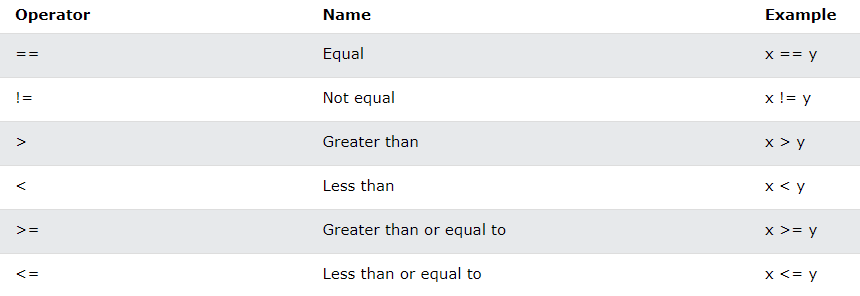 Operator Name Example
== Equal x == y
!= Not equal x != y
> Greater than x > y
< Less than x < y
>= Greater than or equal to x >= y
<= Less than or equal to x <= y